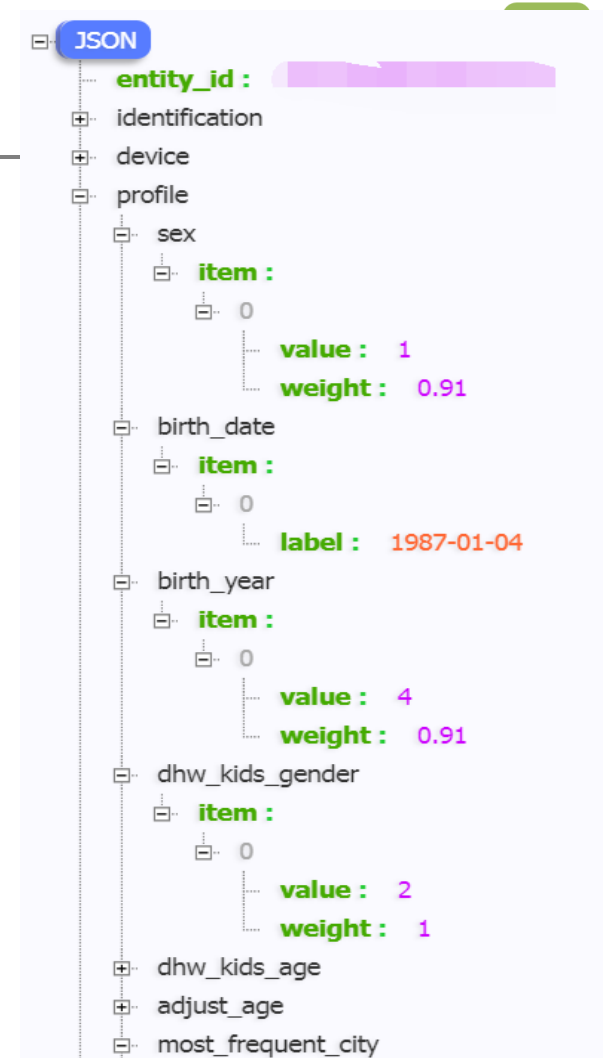 JSON
entity_id :
identification
device
profile
sex
item :
0
value : 1
weight : 0.91
birth_date
item :
0
label : 1987-01-04
birth_year
item :
0
value : 4
weight : 0.91
dhw_kids_gender
item :
0
value : 2
weight : 1
dhw_kids_age
adjust_age
most_frequent_city